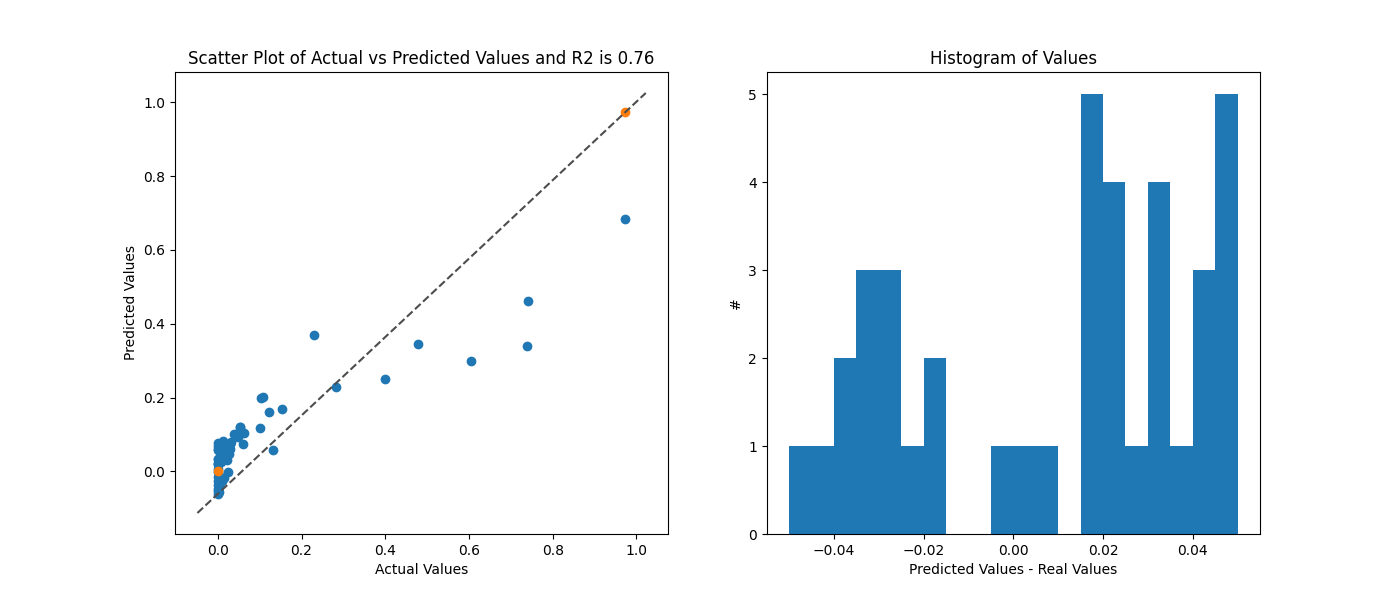 Scatter Plot of Actual vs Predicted Values and R2 is 0.76
1.0
0.8
0.6
0.4
0.2
0.0
Predicted Values
0.0 0.2 0.4 0.6 0.8 1.0
Actual Values
Histogram of Values
5
4
3
2
1
0
#
−0.04 −0.02 0.00 0.02 0.04
Predicted Values - Real Values